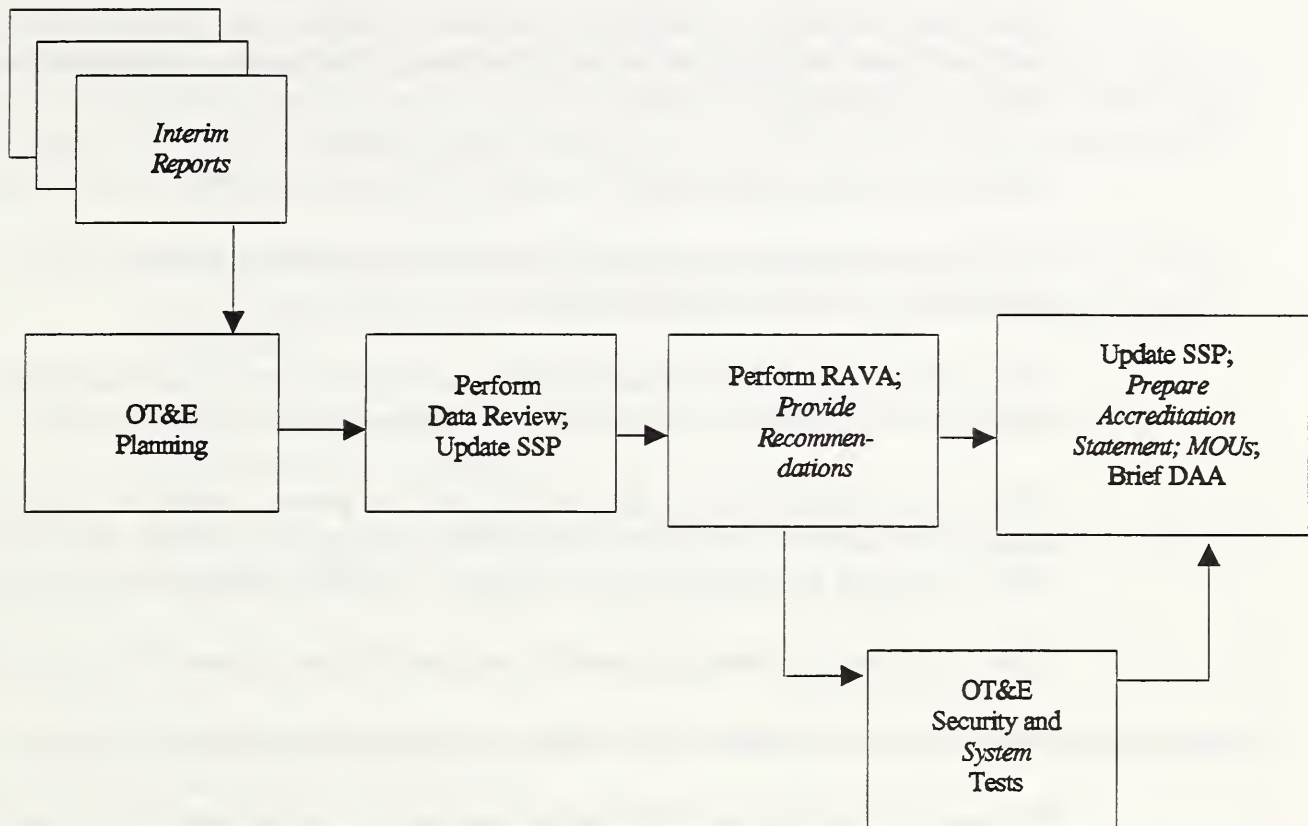 Interim
Reports
OT&E
Planning
Perform
Data Review;
Update SSP
Perform RAVA;
Provide
Recommen-
dations
Update SSP;
Prepare
Accreditation
Statement; MOUs;
Brief DAA
OT&E
Security and
System
Tests